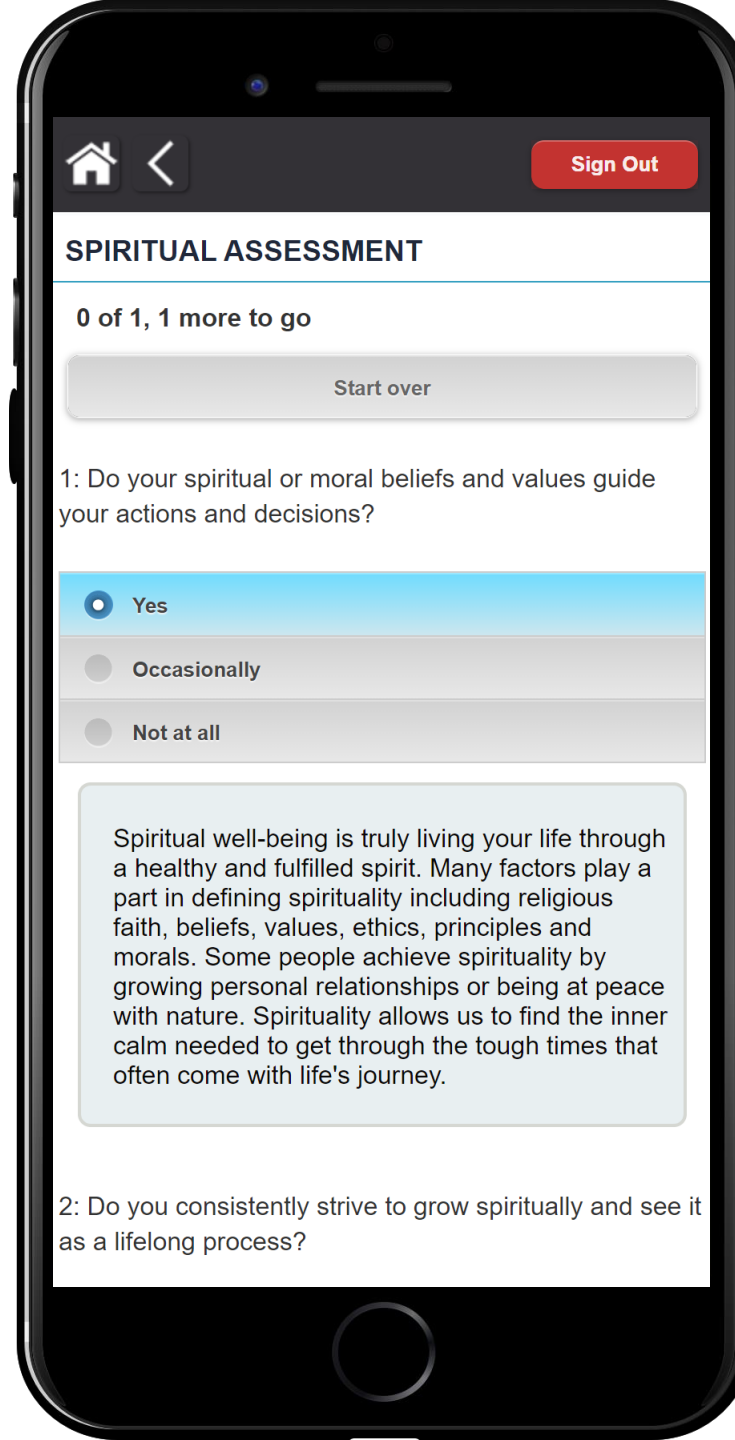 Sign Out
SPIRITUAL ASSESSMENT
0 of 1, 1 more to go
Start over
1: Do your spiritual or moral beliefs and values guide
your actions and decisions?
Yes
Occasionally
Not at all
Spiritual well-being is truly living your life through
a healthy and fulfilled spirit. Many factors play a
part in defining spirituality including religious
faith, beliefs, values, ethics, principles and
morals. Some people achieve spirituality by
growing personal relationships or being at peace
with nature. Spirituality allows us to find the inner
calm needed to get through the tough times that
often come with life's journey.
2: Do you consistently strive to grow spiritually and see it
as a lifelong process?